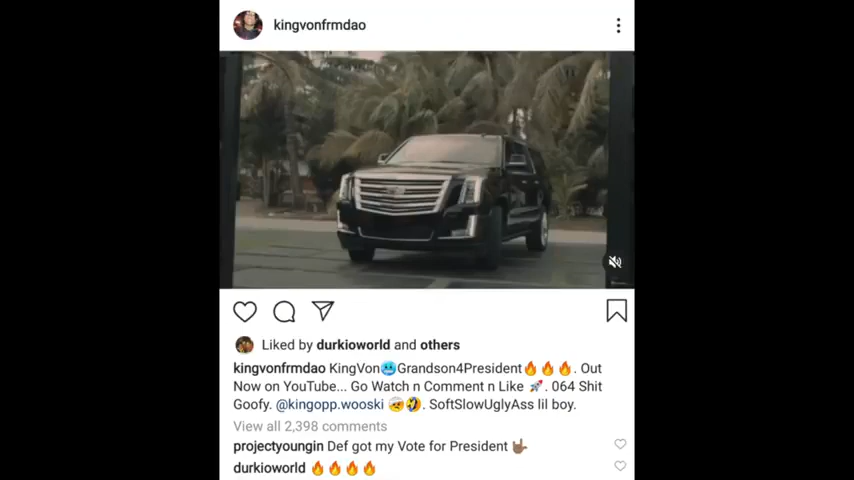 kingvonfrmdao
Liked by durkioworld and others
kingvonfrmdao KingVon🥶Grandson4President🔥🔥🔥. Out
Now on YouTube... Go Watch n Comment n Like 🚀. 064 Shit
Goofy. @kingopp.wooski 🤕🤣. SoftSlowUglyAss lil boy.
View all 2,398 comments
projectyoungin Def got my Vote for President 🤟🏽
durkioworld 🔥🔥🔥🔥